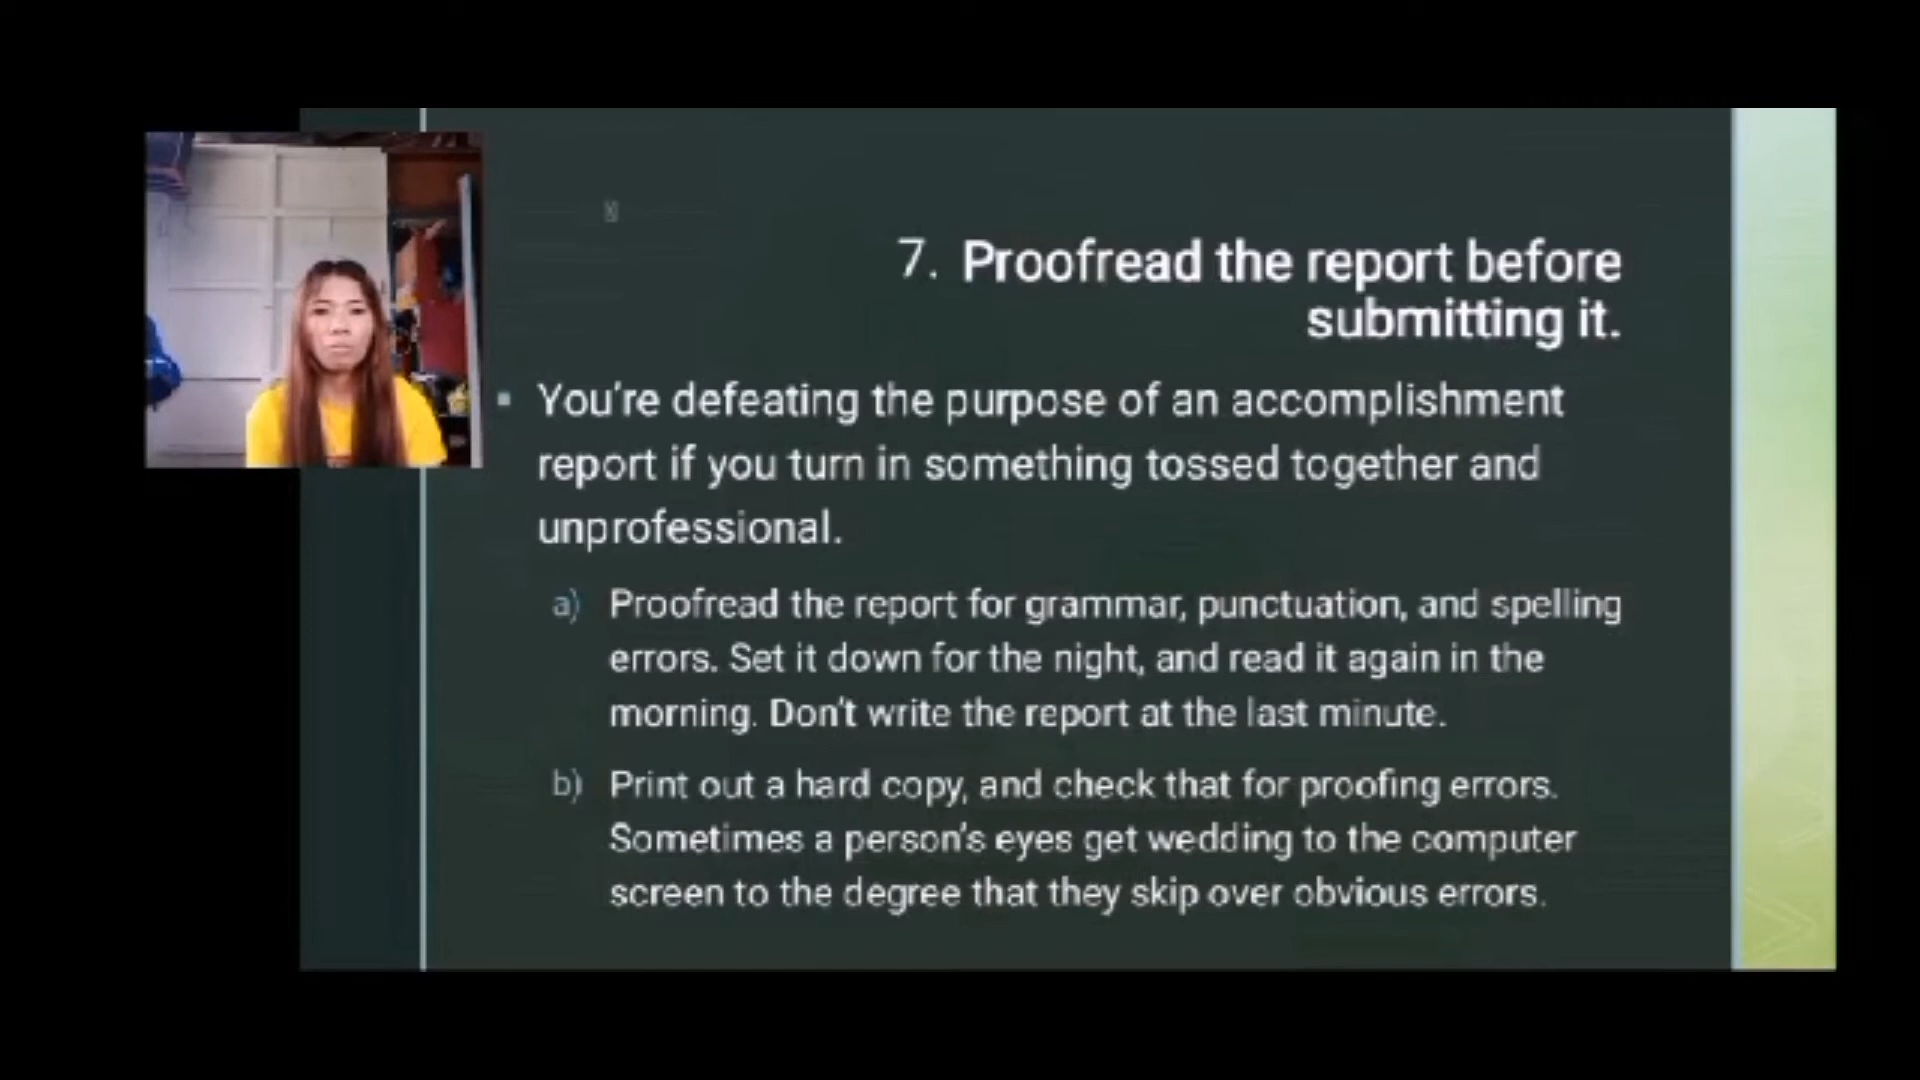 7. Proofread the report before
submitting it.
You're defeating the purpose of an accomplishment
report if you turn in something tossed together and
unprofessional.
a) Proofread the report for grammar, punctuation, and spelling
errors. Set it down for the night, and read it again in the
morning. Don't write the report at the last minute.
b) Print out a hard copy, and check that for proofing errors.
Sometimes a person's eyes get wedding to the computer
screen to the degree that they skip over obvious errors.